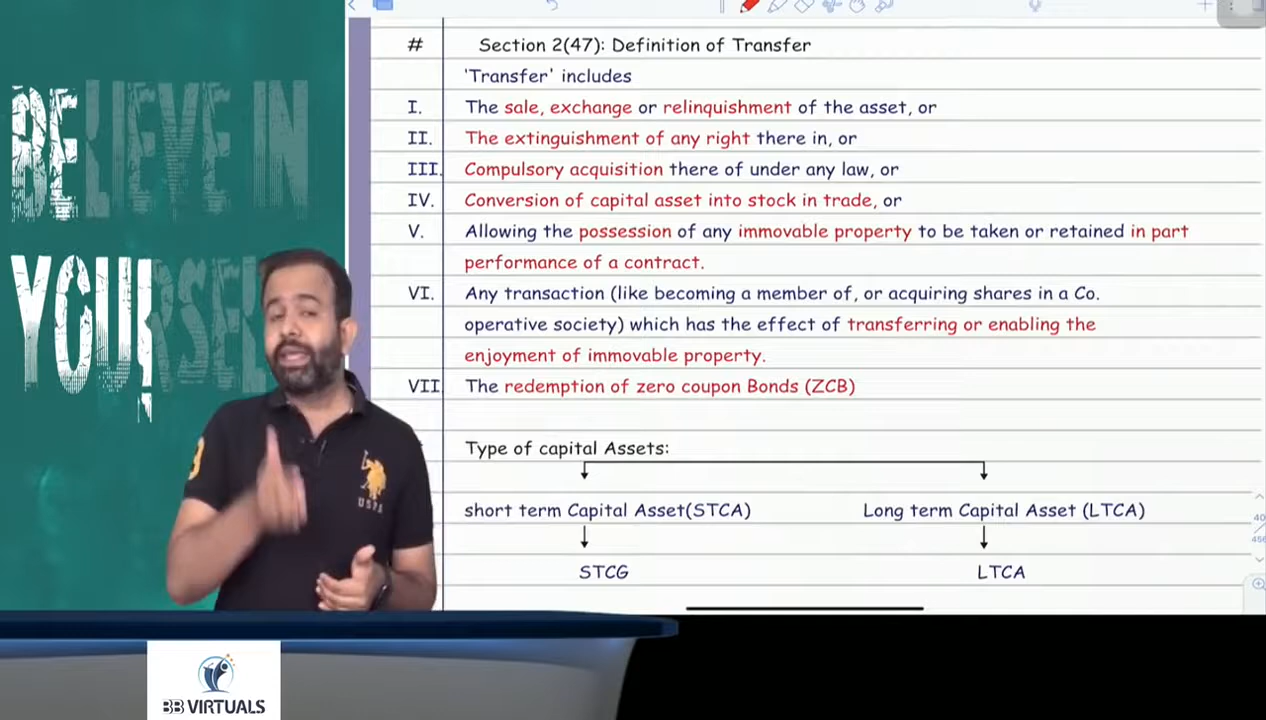 BELIEVE IN
YOURSEL
3
USPA
BB VIRTUALS
# Section 2(47): Definition of Transfer
'Transfer' includes
I. The sale, exchange or relinquishment of the asset, or
II. The extinguishment of any right there in, or
III. Compulsory acquisition there of under any law, or
IV. Conversion of capital asset into stock in trade, or
V. Allowing the possession of any immovable property to be taken or retained in part
performance of a contract.
VI. Any transaction (like becoming a member of, or acquiring shares in a Co.
operative society) which has the effect of transferring or enabling the
enjoyment of immovable property.
VII The redemption of zero coupon Bonds (ZCB)
Type of capital Assets:
short term Capital Asset(STCA) Long term Capital Asset (LTCA)
STCG LTCA